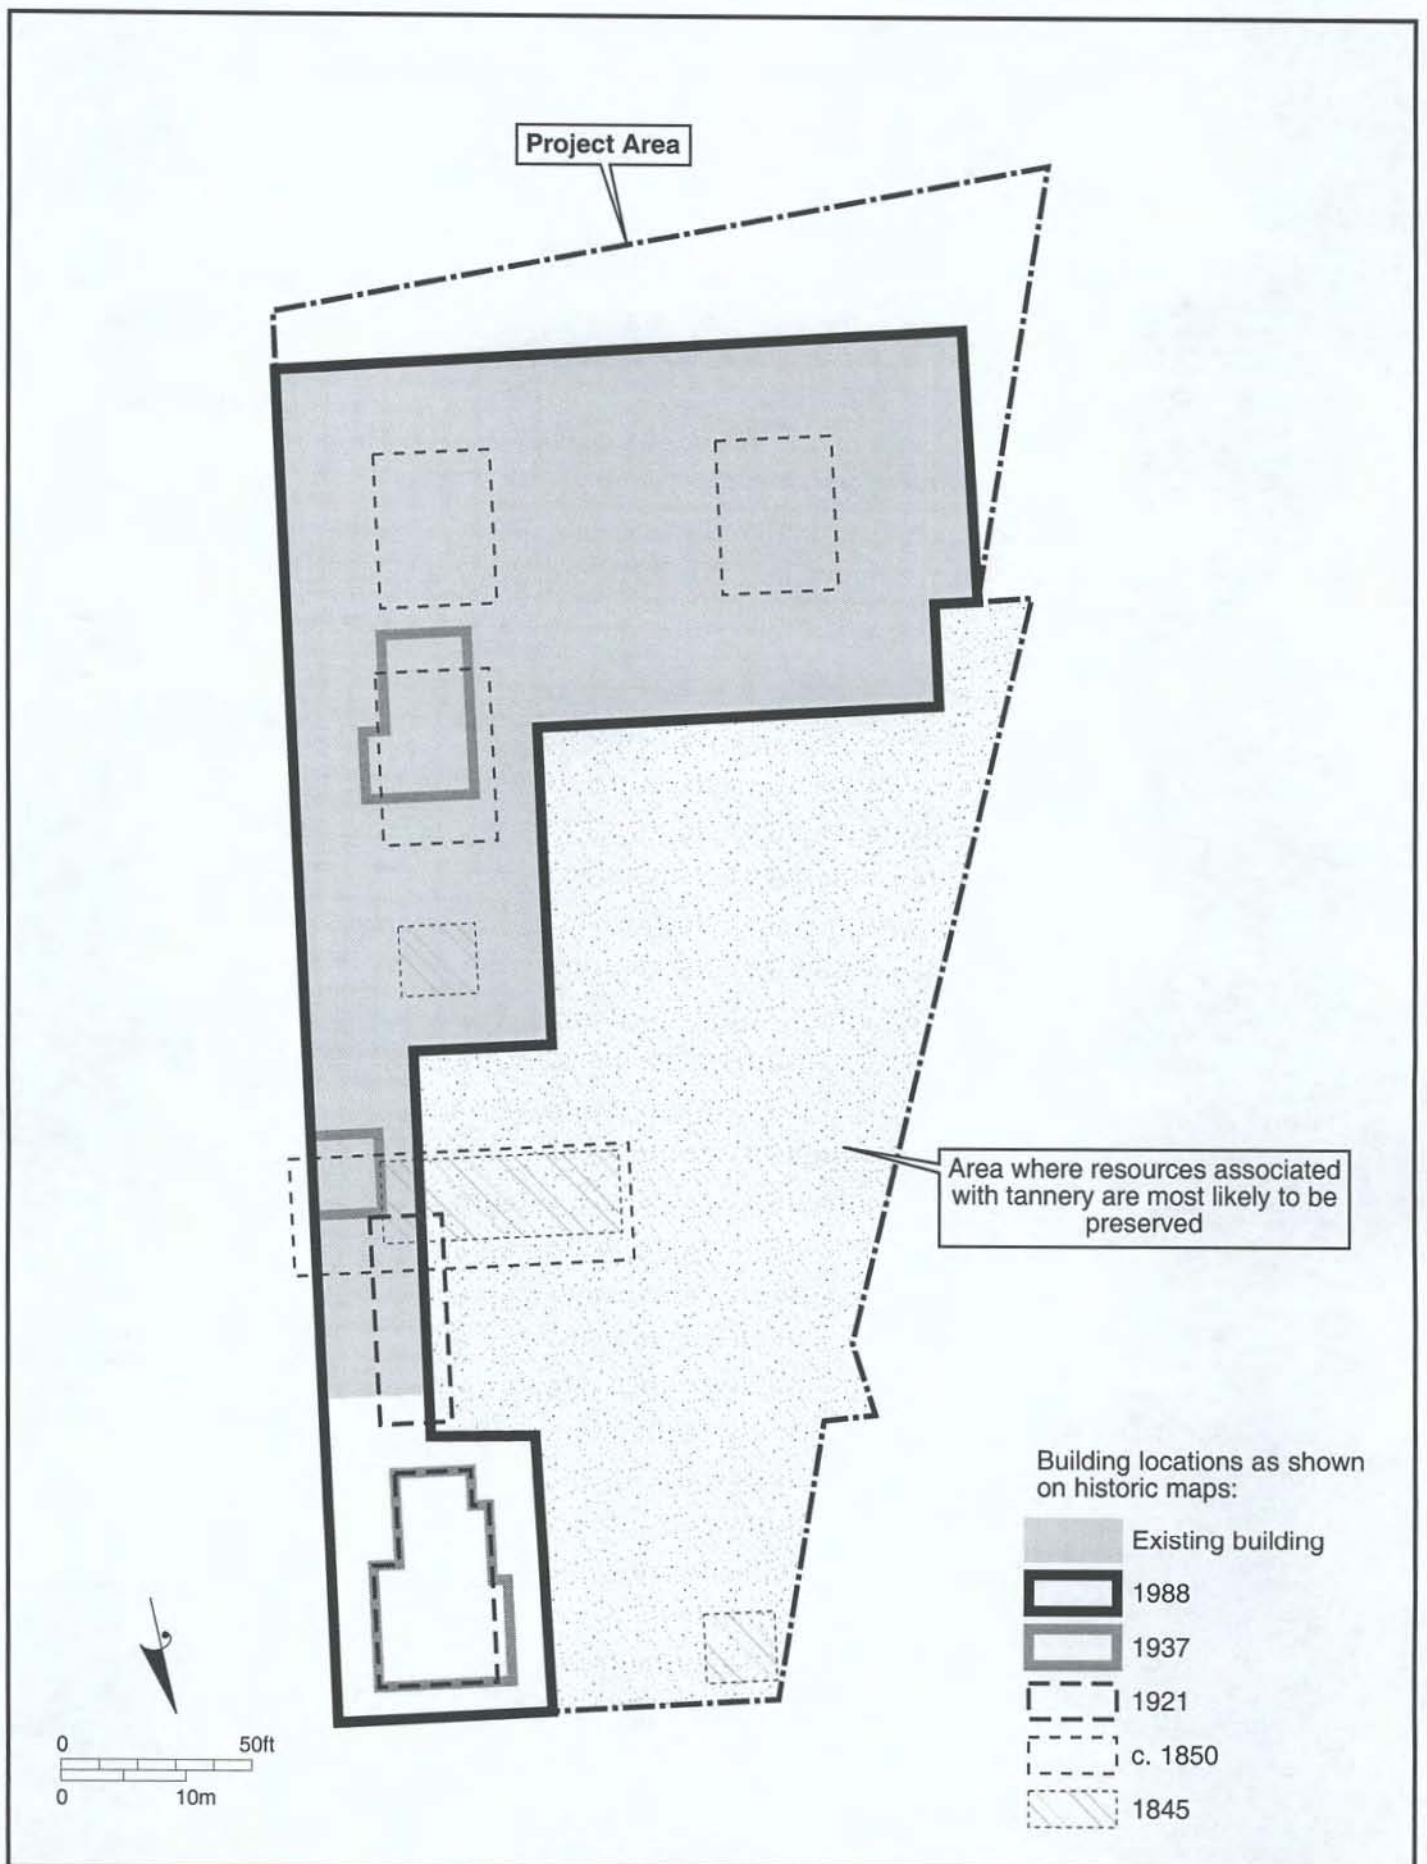 Project Area
Area where resources associated
with tannery are most likely to be
preserved
Building locations as shown
on historic maps:
Existing building
1988
1937
1921
c. 1850
1845
0 50ft
0 10m